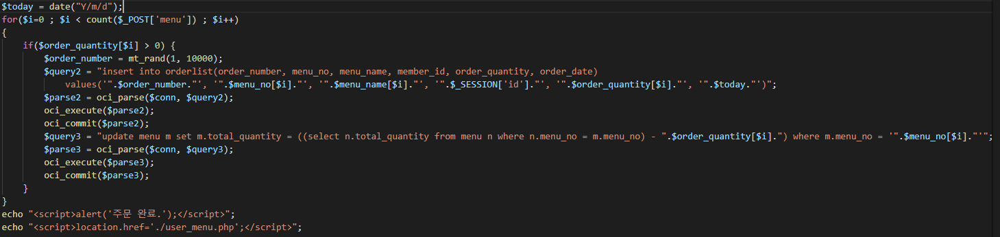 $today = date("Y/m/d");
for($i=0 ; $i < count($_POST['menu']) ; $i++)
{
    if($order_quantity[$i] > 0) {
        $order_number = mt_rand(1, 10000);
        $query2 = "insert into orderlist(order_number, menu_no, menu_name, member_id, order_quantity, order_date)
            values('".$order_number."', '".$menu_no[$i]."', '".$menu_name[$i]."', '".$_SESSION['id']."', '".$order_quantity[$i]."', '".$today."')";
        $parse2 = oci_parse($conn, $query2);
        oci_execute($parse2);
        oci_commit($parse2);
        $query3 = "update menu m set m.total_quantity = ((select n.total_quantity from menu n where n.menu_no = m.menu_no) - ".$order_quantity[$i].") where m.menu_no = '".$menu_no[$i]."'";
        $parse3 = oci_parse($conn, $query3);
        oci_execute($parse3);
        oci_commit($parse3);
    }
}
echo "<script>alert('주문 완료.');</script>";
echo "<script>location.href='./user_menu.php';</script>";